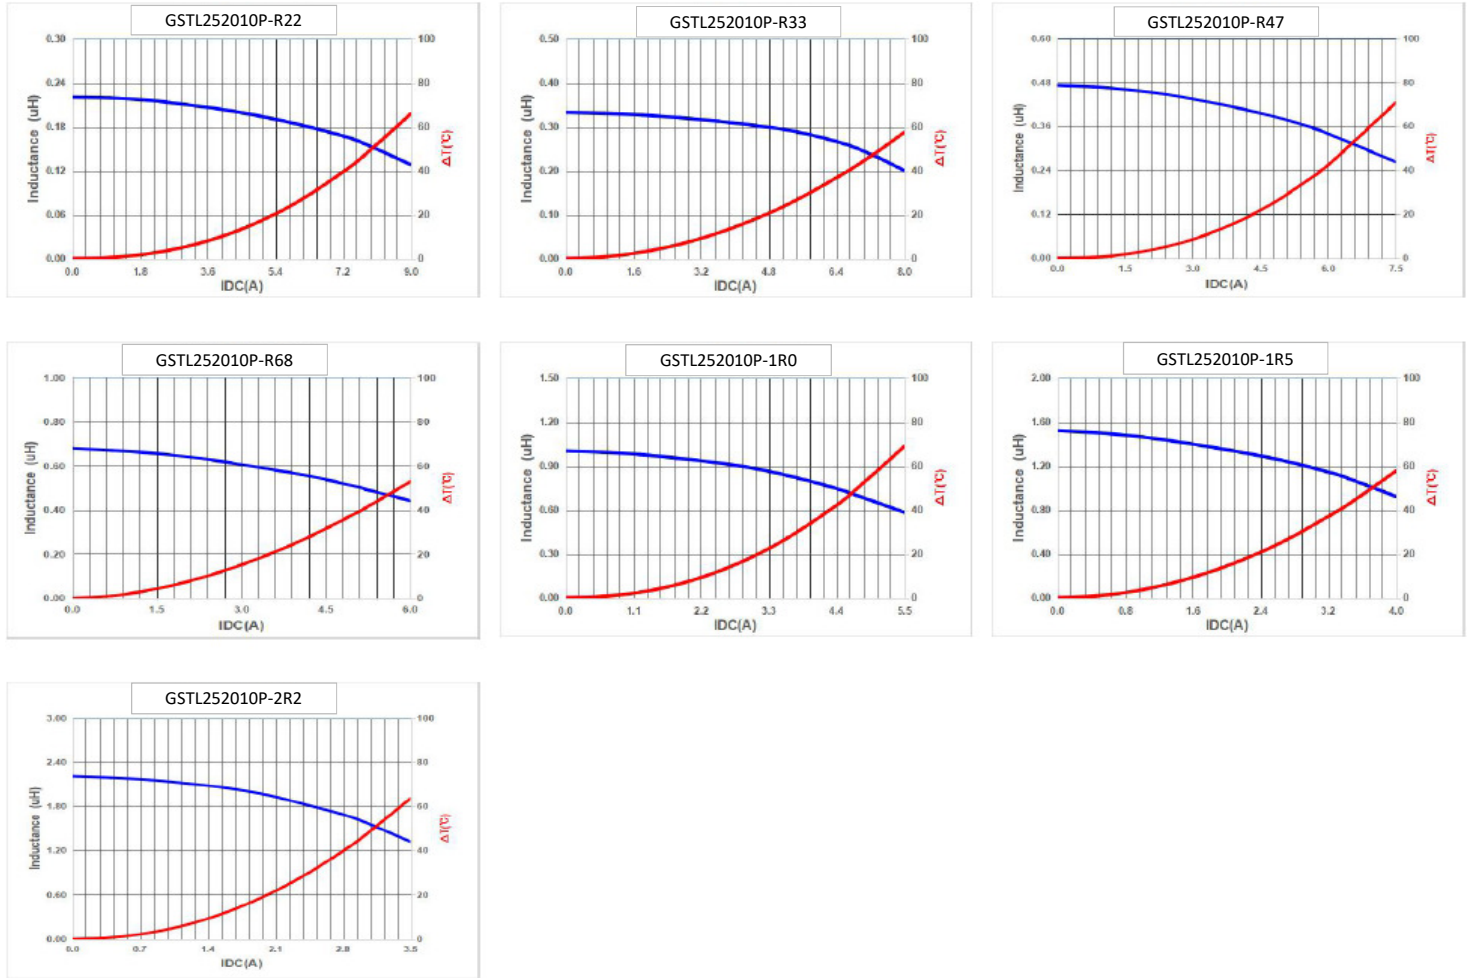 GSTL252010P-R22
0.30
0.24
0.18
0.12
0.06
0.00
100
80
60
40
20
0
0.0 1.8 3.6 5.4 7.2 9.0
Inductance (uH)
ΔT(℃)
IDC(A)
GSTL252010P-R33
0.50
0.40
0.30
0.20
0.10
0.00
100
80
60
40
20
0
0.0 1.6 3.2 4.8 6.4 8.0
Inductance (uH)
ΔT(℃)
IDC(A)
GSTL252010P-R47
0.60
0.48
0.36
0.24
0.12
0.00
100
80
60
40
20
0
0.0 1.5 3.0 4.5 6.0 7.5
Inductance (uH)
ΔT(℃)
IDC(A)
GSTL252010P-R68
1.00
0.80
0.60
0.40
0.20
0.00
100
80
60
40
20
0
0.0 1.5 3.0 4.5 6.0
Inductance (uH)
ΔT(℃)
IDC(A)
GSTL252010P-1R0
1.50
1.20
0.90
0.60
0.30
0.00
100
80
60
40
20
0
0.0 1.1 2.2 3.3 4.4 5.5
Inductance (uH)
ΔT(℃)
IDC(A)
GSTL252010P-1R5
2.00
1.60
1.20
0.80
0.40
0.00
100
80
60
40
20
0
0.0 0.8 1.6 2.4 3.2 4.0
Inductance (uH)
ΔT(℃)
IDC(A)
GSTL252010P-2R2
3.00
2.40
1.80
1.20
0.60
0.00
100
80
60
40
20
0
0.0 0.7 1.4 2.1 2.8 3.5
Inductance (uH)
ΔT(℃)
IDC(A)